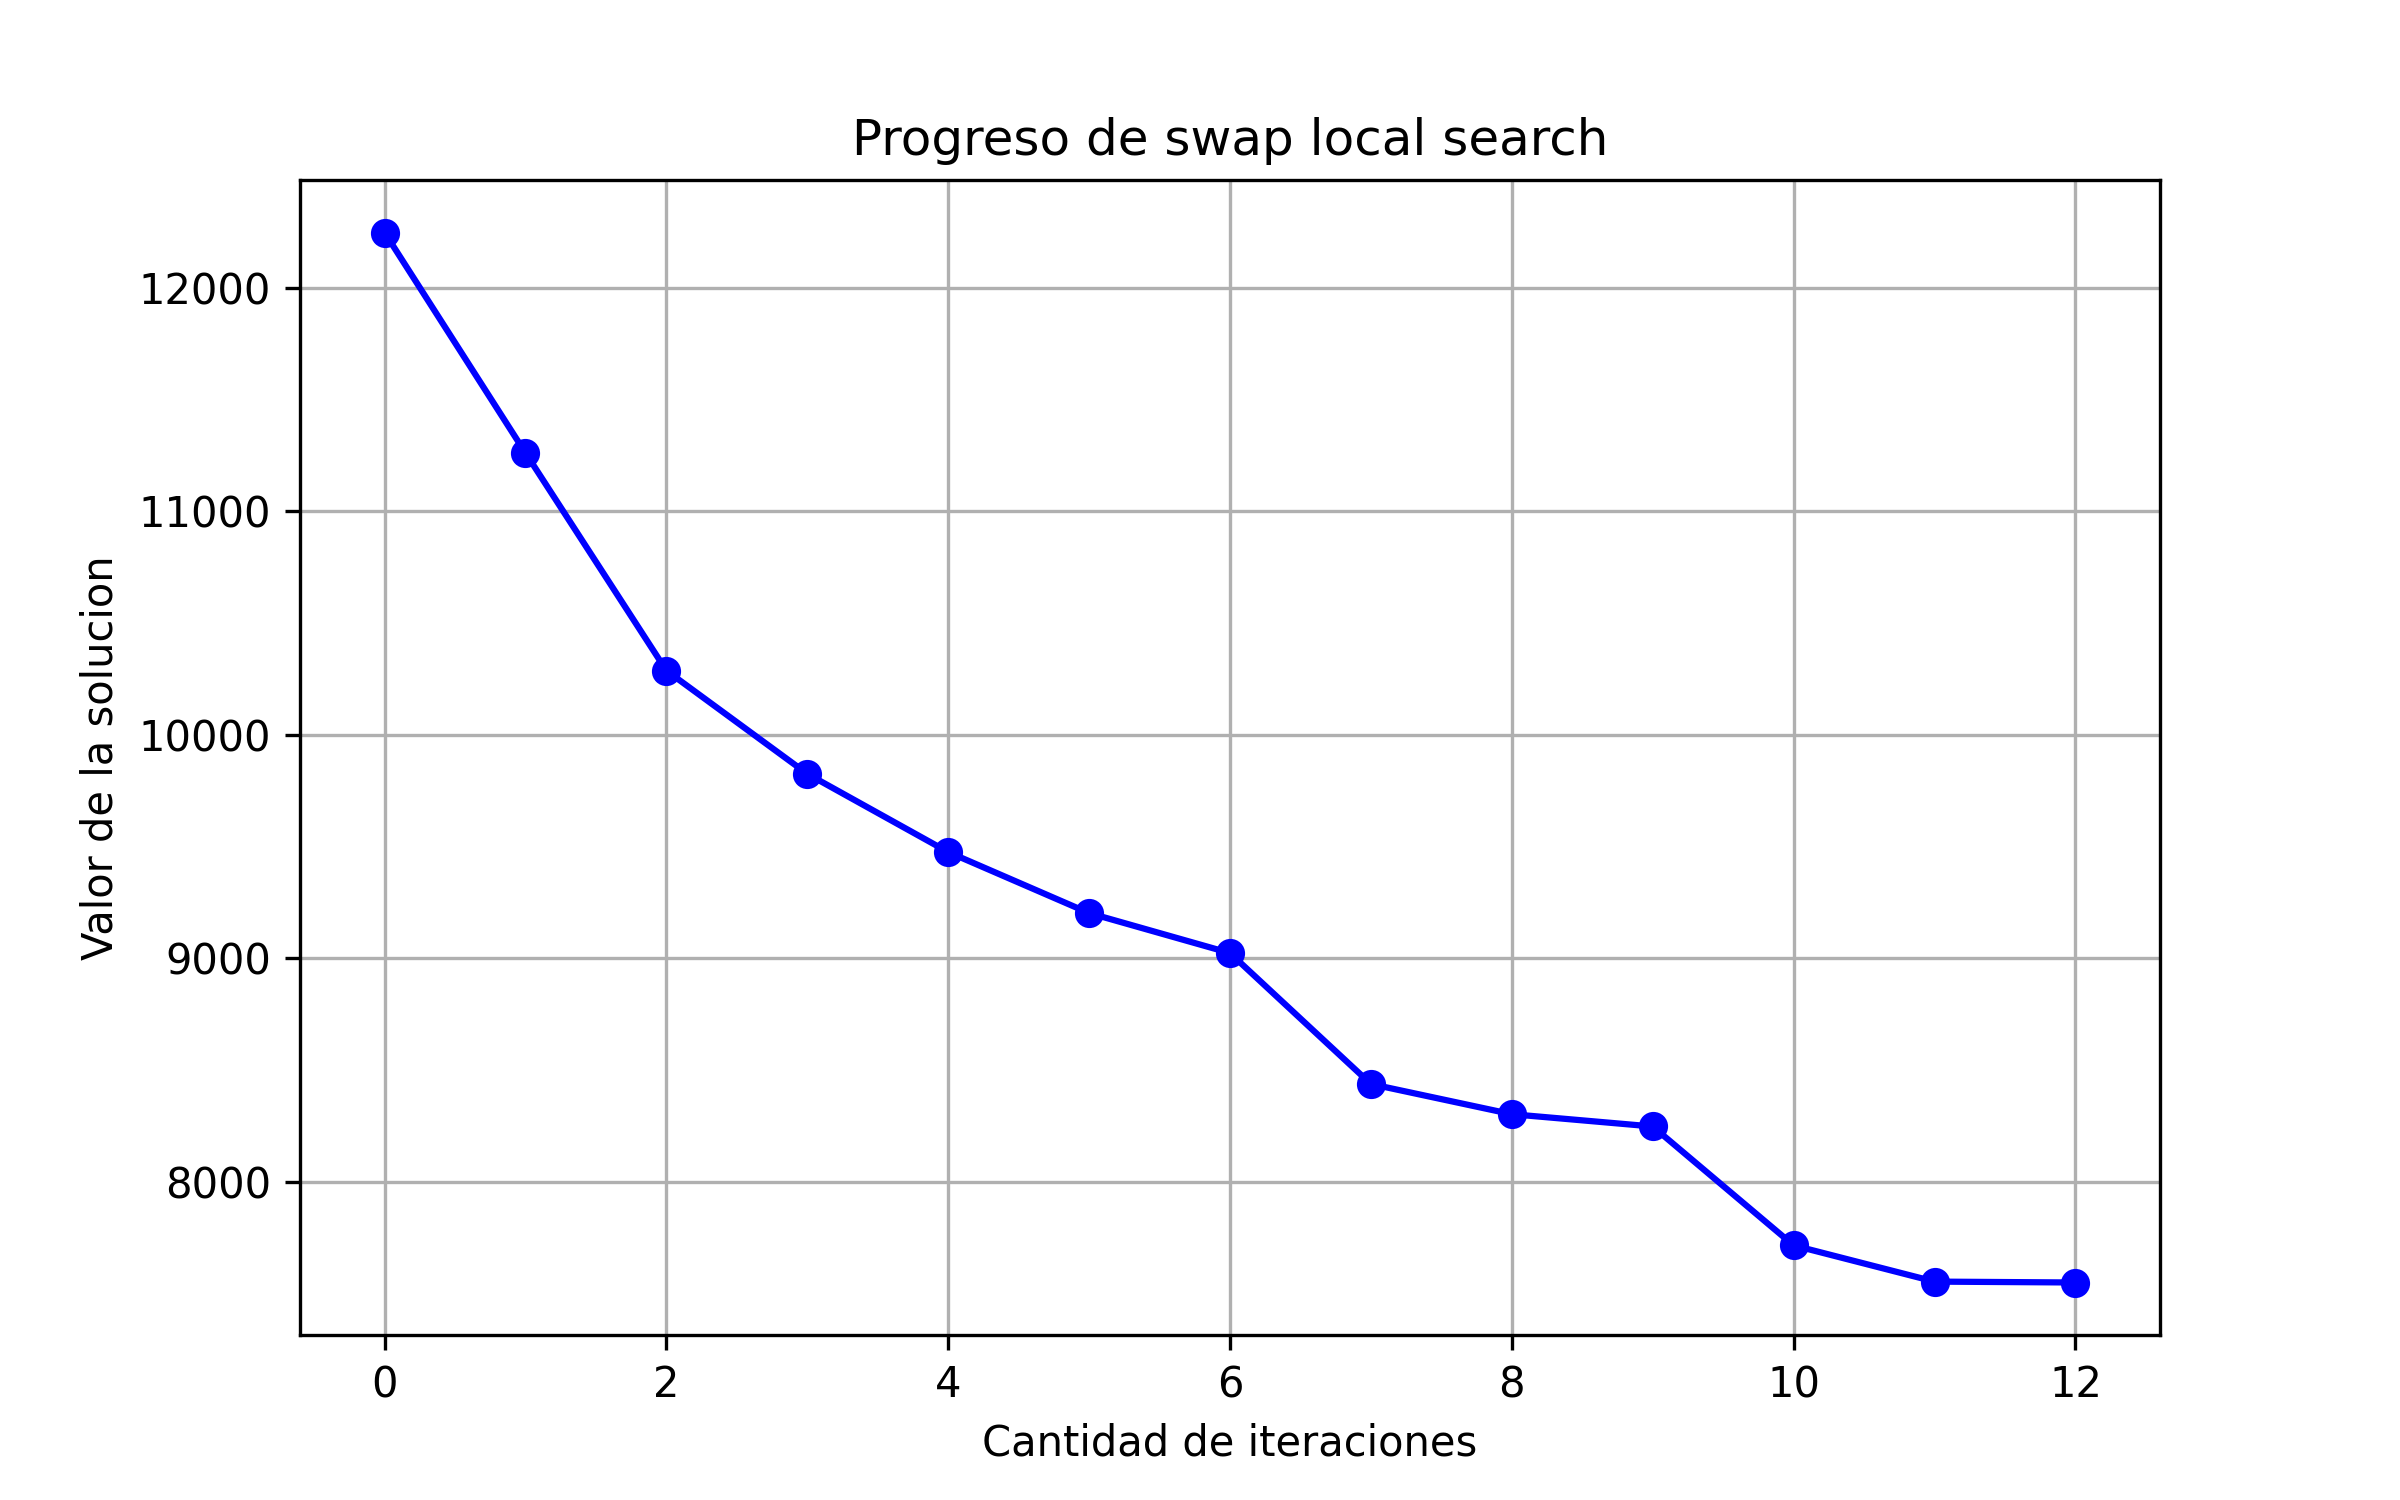 Progreso de swap local search
Valor de la solucion
12000
11000
10000
9000
8000
0 2 4 6 8 10 12
Cantidad de iteraciones